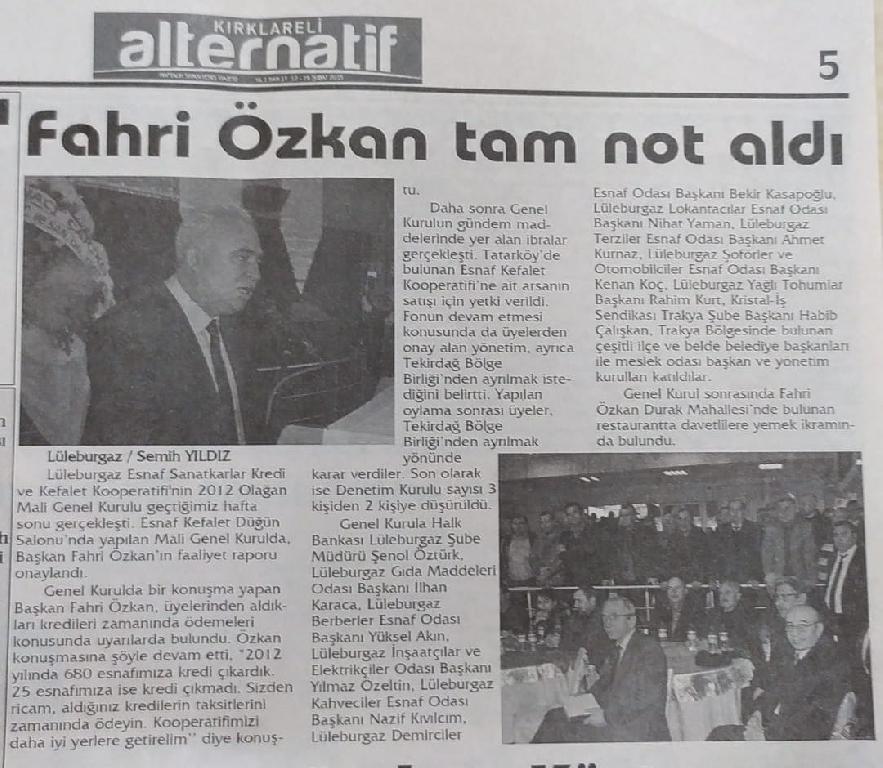 KIRKLARELİ
alternatif
5
Fahri Özkan tam not aldı
Lüleburgaz / Semih YILDIZ
Lüleburgaz Esnaf Sanatkarlar Kredi
ve Kefalet Kooperatifi'nin 2012 Olağan
Mali Genel Kurulu geçtiğimiz hafta
sonu gerçekleşti. Esnaf Kefalet Düğün
Salonu'nda yapılan Mali Genel Kurulda,
Başkan Fahri Özkan'ın faaliyet raporu
onaylandı.
Genel Kurulda bir konuşma yapan
Başkan Fahri Özkan, üyelerinden aldık-
ları kredileri zamanında ödemeleri
konusunda uyarılarda bulundu. Özkan
konuşmasına şöyle devam etti, "2012
yılında 680 esnafımıza kredi çıkardık.
25 esnafımıza ise kredi çıkmadı. Sizden
ricam, aldığınız kredilerin taksitlerini
zamanında ödeyin. Kooperatifimizi
daha iyi yerlere getirelim" diye konuş-
tu.
Daha sonra Genel
Kurulun gündem mad-
delerinde yer alan ibralar
gerçekleşti. Tatarköy'de
bulunan Esnaf Kefalet
Kooperatifi'ne ait arsanın
satışı için yetki verildi.
Fonun devam etmesi
konusunda da üyelerden
onay alan yönetim, ayrıca
Tekirdağ Bölge
Birliği'nden ayrılmak iste-
diğini belirtti. Yapılan
oylama sonrası üyeler,
Tekirdağ Bölge
Birliği'nden ayrılmak
yönünde
karar verdiler. Son olarak
ise Denetim Kurulu sayısı 3
kişiden 2 kişiye düşürüldü.
Genel Kurula Halk
Bankası Lüleburgaz Şube
Müdürü Şenol Öztürk,
Lüleburgaz Gıda Maddeleri
Odası Başkanı İlhan
Karaca, Lüleburgaz
Berberler Esnaf Odası
Başkanı Yüksel Akın,
Lüleburgaz İnşaatçılar ve
Elektrikçiler Odası Başkanı
Yılmaz Özeltin, Lüleburgaz
Kahveciler Esnaf Odası
Başkanı Nazif Kıvılcım,
Lüleburgaz Demirciler
Esnaf Odası Başkanı Bekir Kasapoğlu,
Lüleburgaz Lokantacılar Esnaf Odası
Başkanı Nihat Yaman, Lüleburgaz
Terziler Esnaf Odası Başkanı Ahmet
Kurnaz, Lüleburgaz Şoförler ve
Otomobilciler Esnaf Odası Başkanı
Kenan Koç, Lüleburgaz Yağlı Tohumlar
Başkanı Rahim Kurt, Kristal-İş
Sendikası Trakya Şube Başkanı Habib
Çalışkan, Trakya Bölgesinde bulunan
çeşitli ilçe ve belde belediye başkanları
ile meslek odası başkan ve yönetim
kurulları katıldılar.
Genel Kurul sonrasında Fahri
Özkan Durak Mahallesi'nde bulunan
restaurantta davetlilere yemek ikramın-
da bulundu.